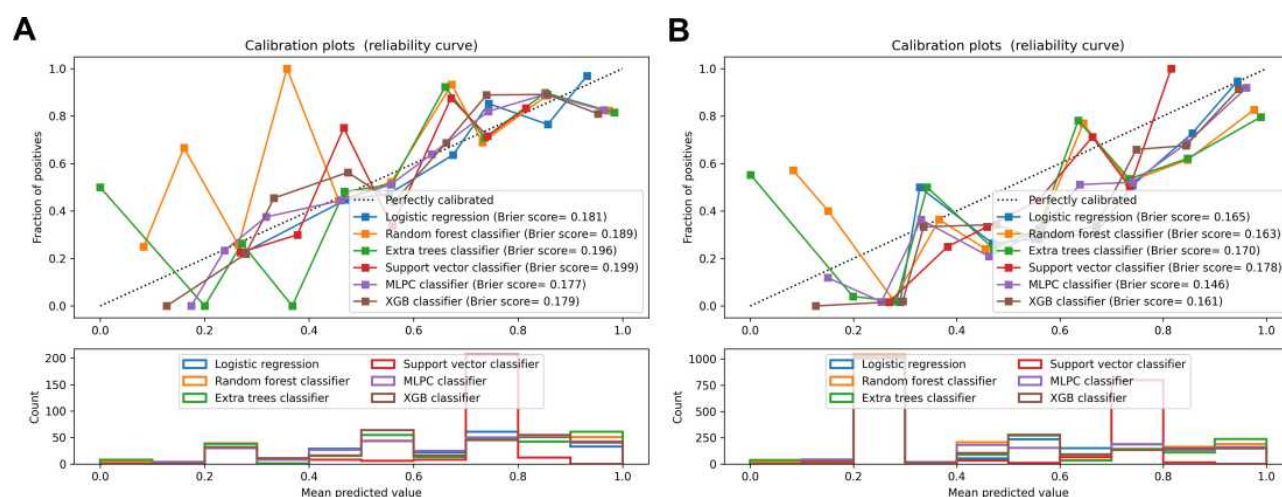 A
Calibration plots (reliability curve)
Fraction of positives
1.0
0.8
0.6
0.4
0.2
0.0
Perfectly calibrated
Logistic regression (Brier score= 0.181)
Random forest classifier (Brier score= 0.189)
Extra trees classifier (Brier score= 0.196)
Support vector classifier (Brier score= 0.199)
MLPC classifier (Brier score= 0.177)
XGB classifier (Brier score= 0.179)
0.0 0.2 0.4 0.6 0.8 1.0
Count
200
150
100
50
0
Logistic regression
Random forest classifier
Extra trees classifier
Support vector classifier
MLPC classifier
XGB classifier
0.0 0.2 0.4 0.6 0.8 1.0
Mean predicted value
B
Calibration plots (reliability curve)
Fraction of positives
1.0
0.8
0.6
0.4
0.2
0.0
Perfectly calibrated
Logistic regression (Brier score= 0.165)
Random forest classifier (Brier score= 0.163)
Extra trees classifier (Brier score= 0.170)
Support vector classifier (Brier score= 0.178)
MLPC classifier (Brier score= 0.146)
XGB classifier (Brier score= 0.161)
0.0 0.2 0.4 0.6 0.8 1.0
Count
1000
750
500
250
0
Logistic regression
Random forest classifier
Extra trees classifier
Support vector classifier
MLPC classifier
XGB classifier
0.0 0.2 0.4 0.6 0.8 1.0
Mean predicted value